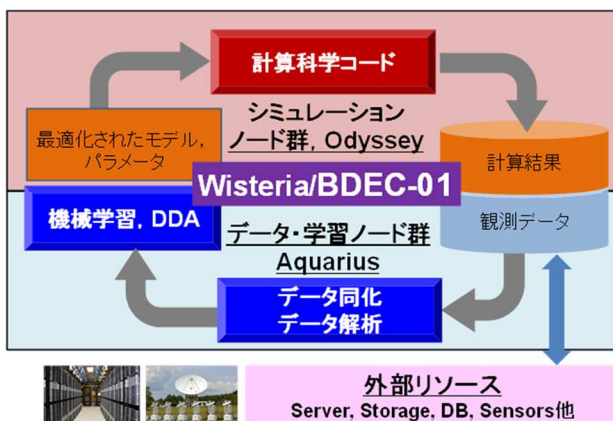 計算科学コード
シミュレーション
ノード群, Odyssey
最適化されたモデル,
パラメータ
計算結果
Wisteria/BDEC-01
機械学習, DDA
観測データ
データ・学習ノード群
Aquarius
データ同化
データ解析
外部リソース
Server, Storage, DB, Sensors他